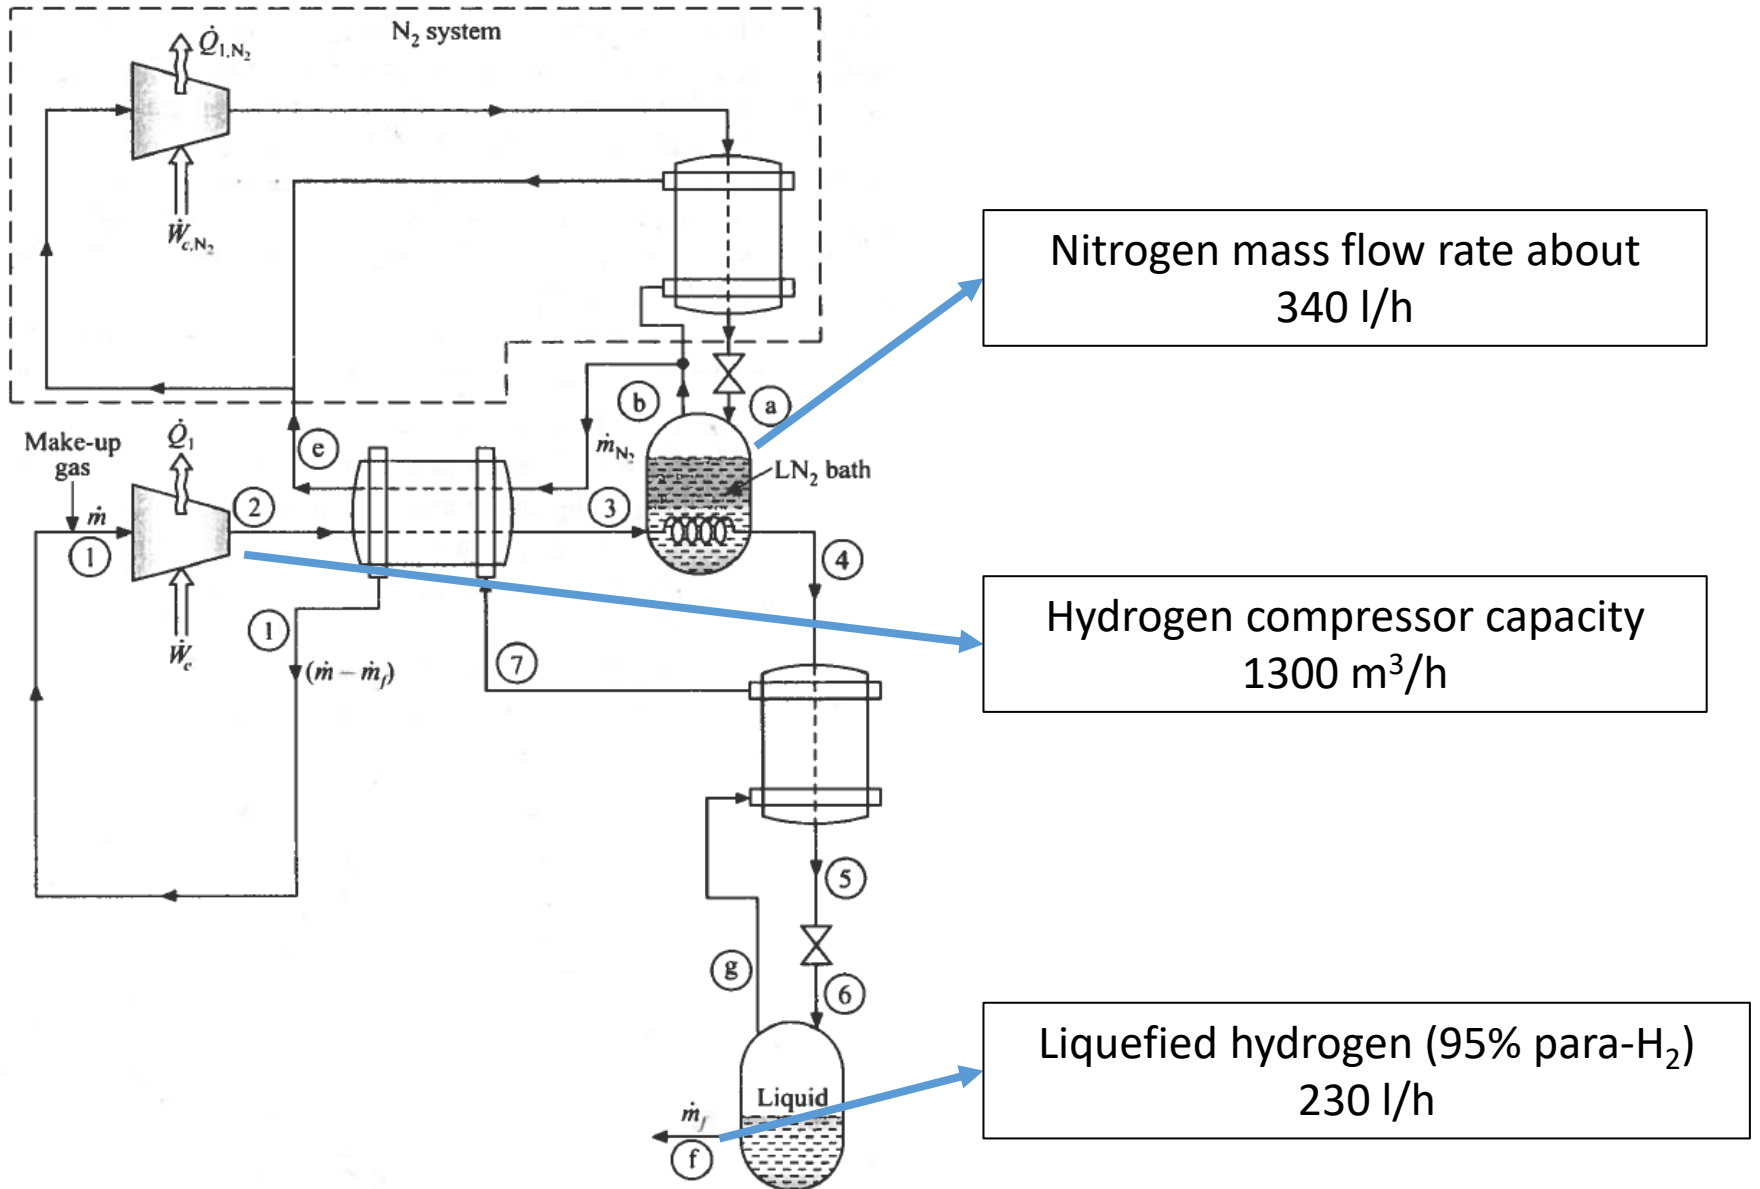 N₂ system
Q̇₁,N₂
Ẇc,N₂
Nitrogen mass flow rate about
340 l/h
b
a
Make-up
gas
Q̇₁
e
ṁN₂
LN₂ bath
ṁ
2
3
1
4
Ẇc
1
(ṁ − ṁf)
7
Hydrogen compressor capacity
1300 m³/h
5
g
6
Liquefied hydrogen (95% para-H₂)
230 l/h
Liquid
ṁf
f